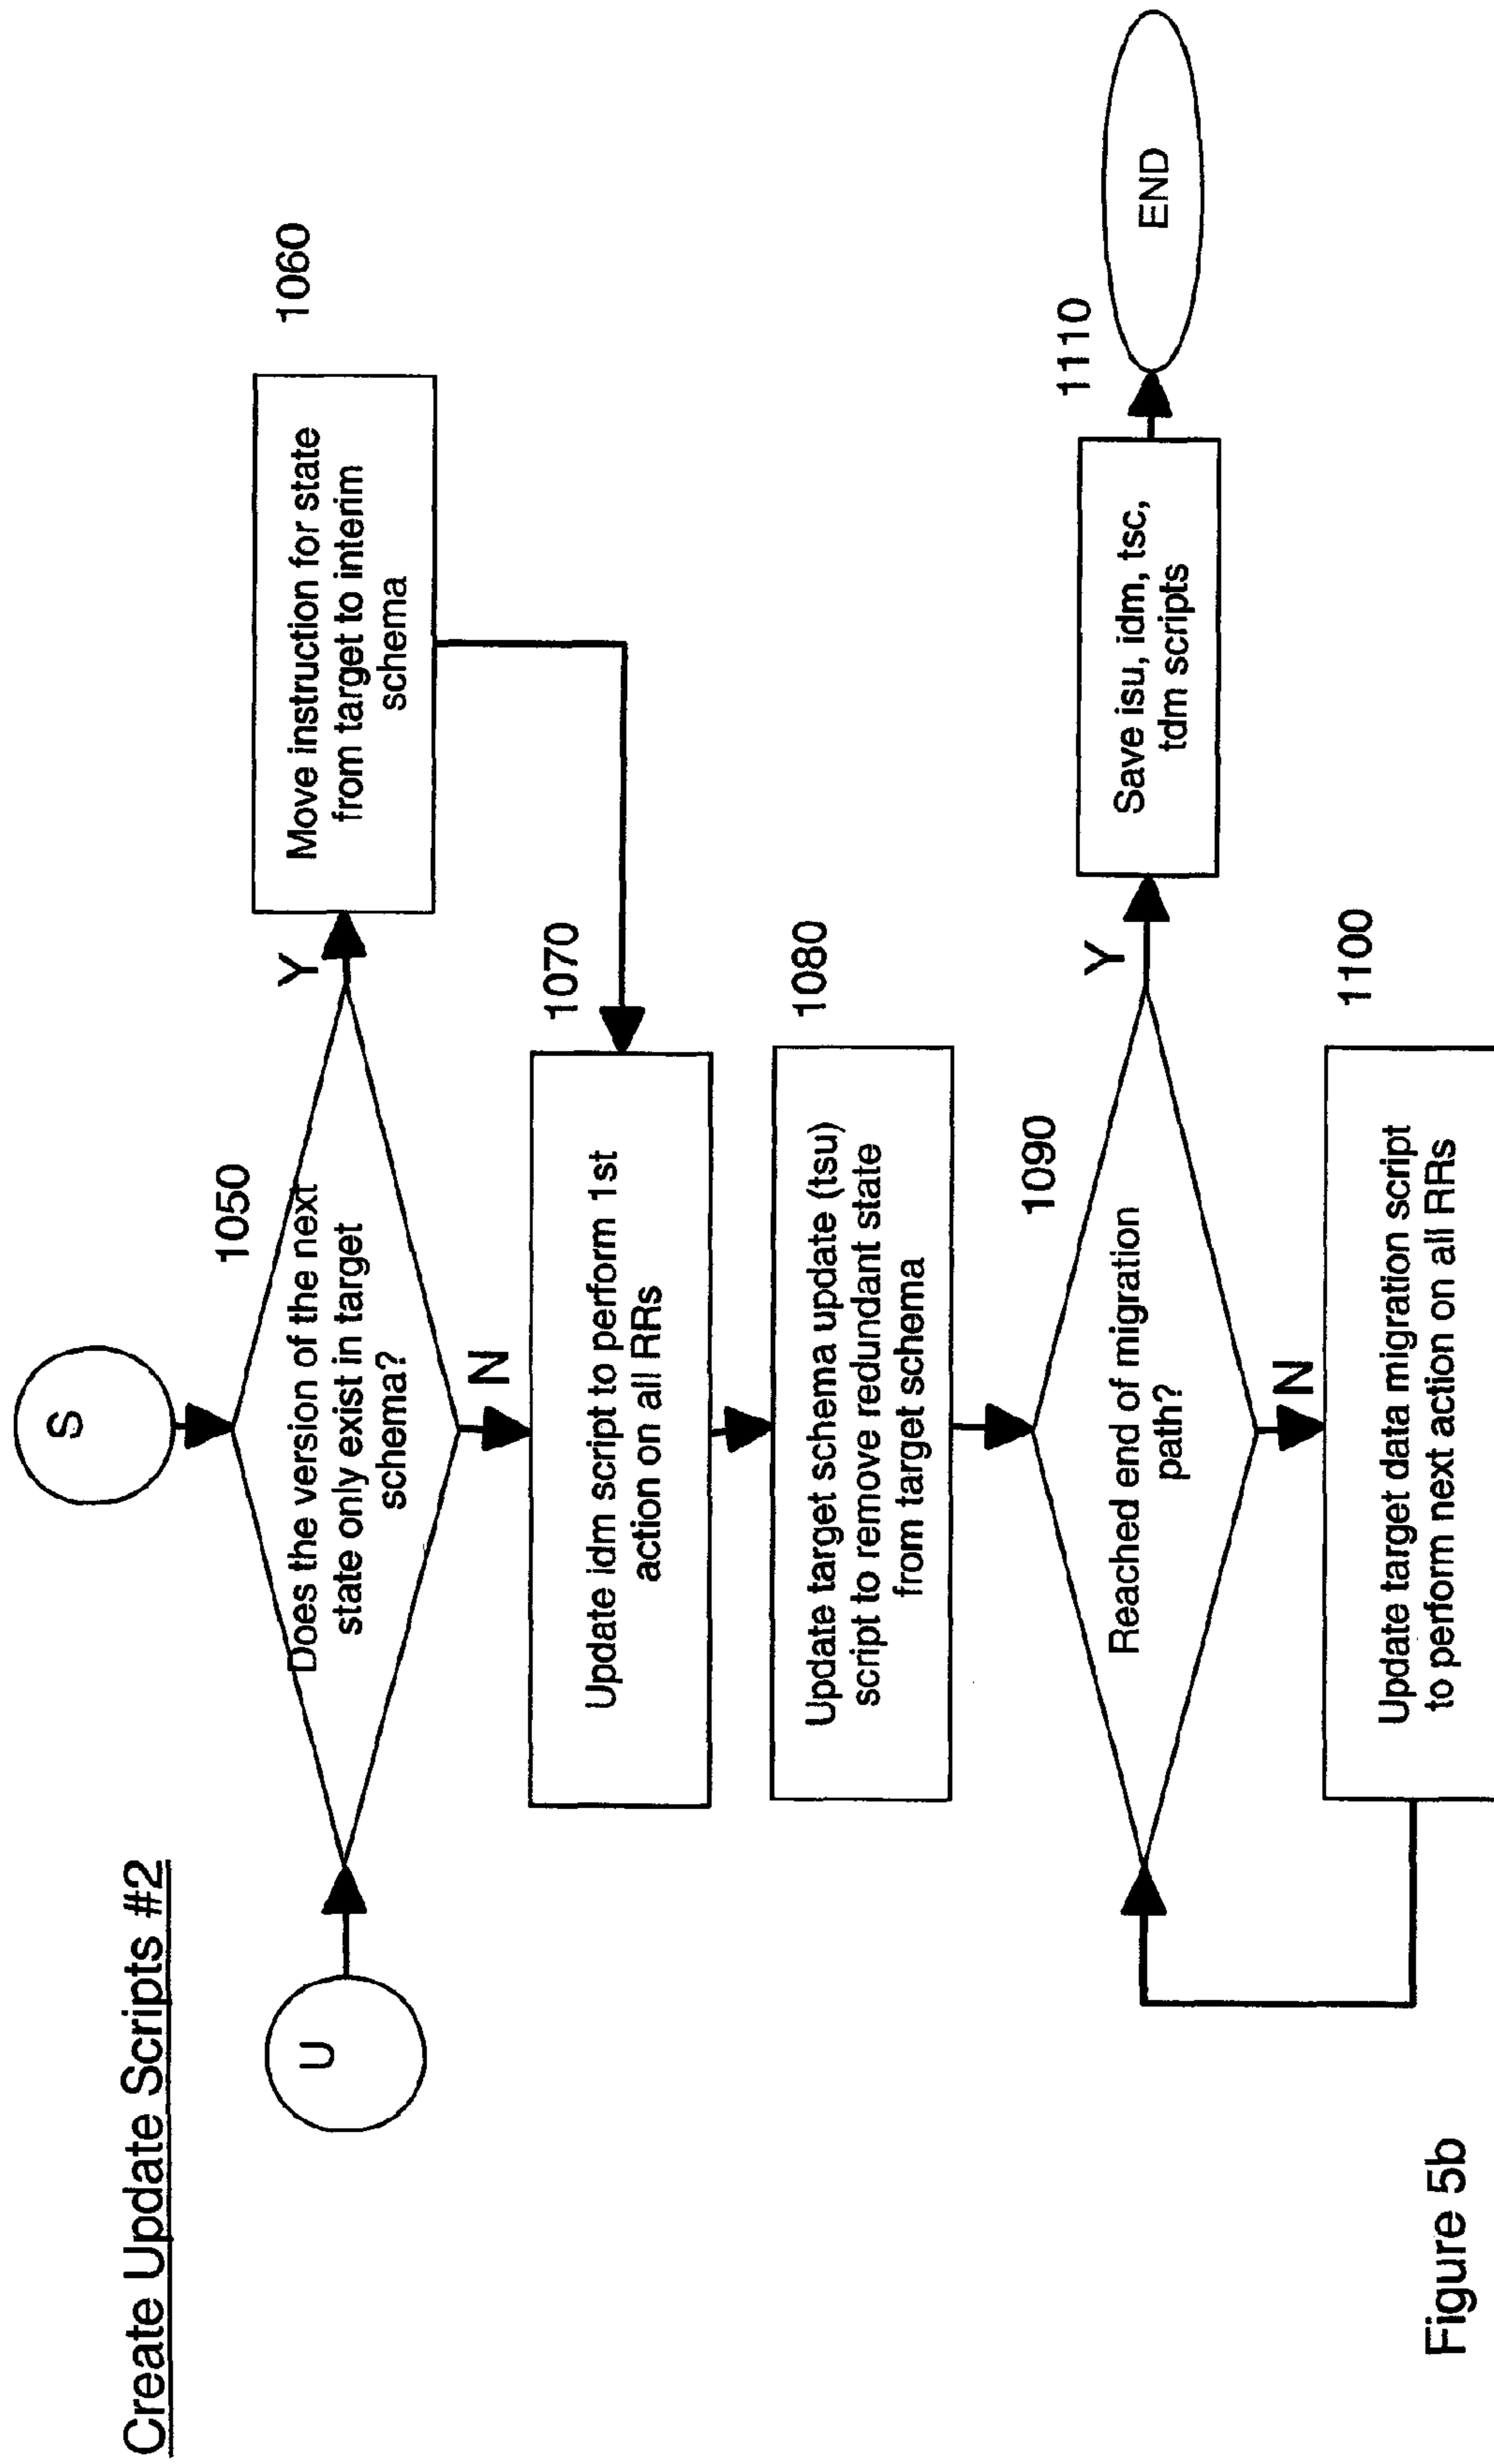 Create Update Scripts #2
S
U
1050
Does the version of the next
state only exist in target
schema?
Y
1060
Move instruction for state
from target to interim
schema
N
1070
Update idm script to perform 1st
action on all RRs
1080
Update target schema update (tsu)
script to remove redundant state
from target schema
1090
Reached end of migration
path?
Y
1110
Save isu, idm, tsc,
tdm scripts
END
N
1100
Update target data migration script
to perform next action on all RRs
Figure 5b